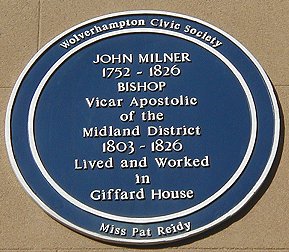 Wolverhampton Civic Society
JOHN MILNER
1752 - 1826
BISHOP
Vicar Apostolic
of the
Midland District
1803 - 1826
Lived and Worked
in
Giffard House
Miss Pat Reidy